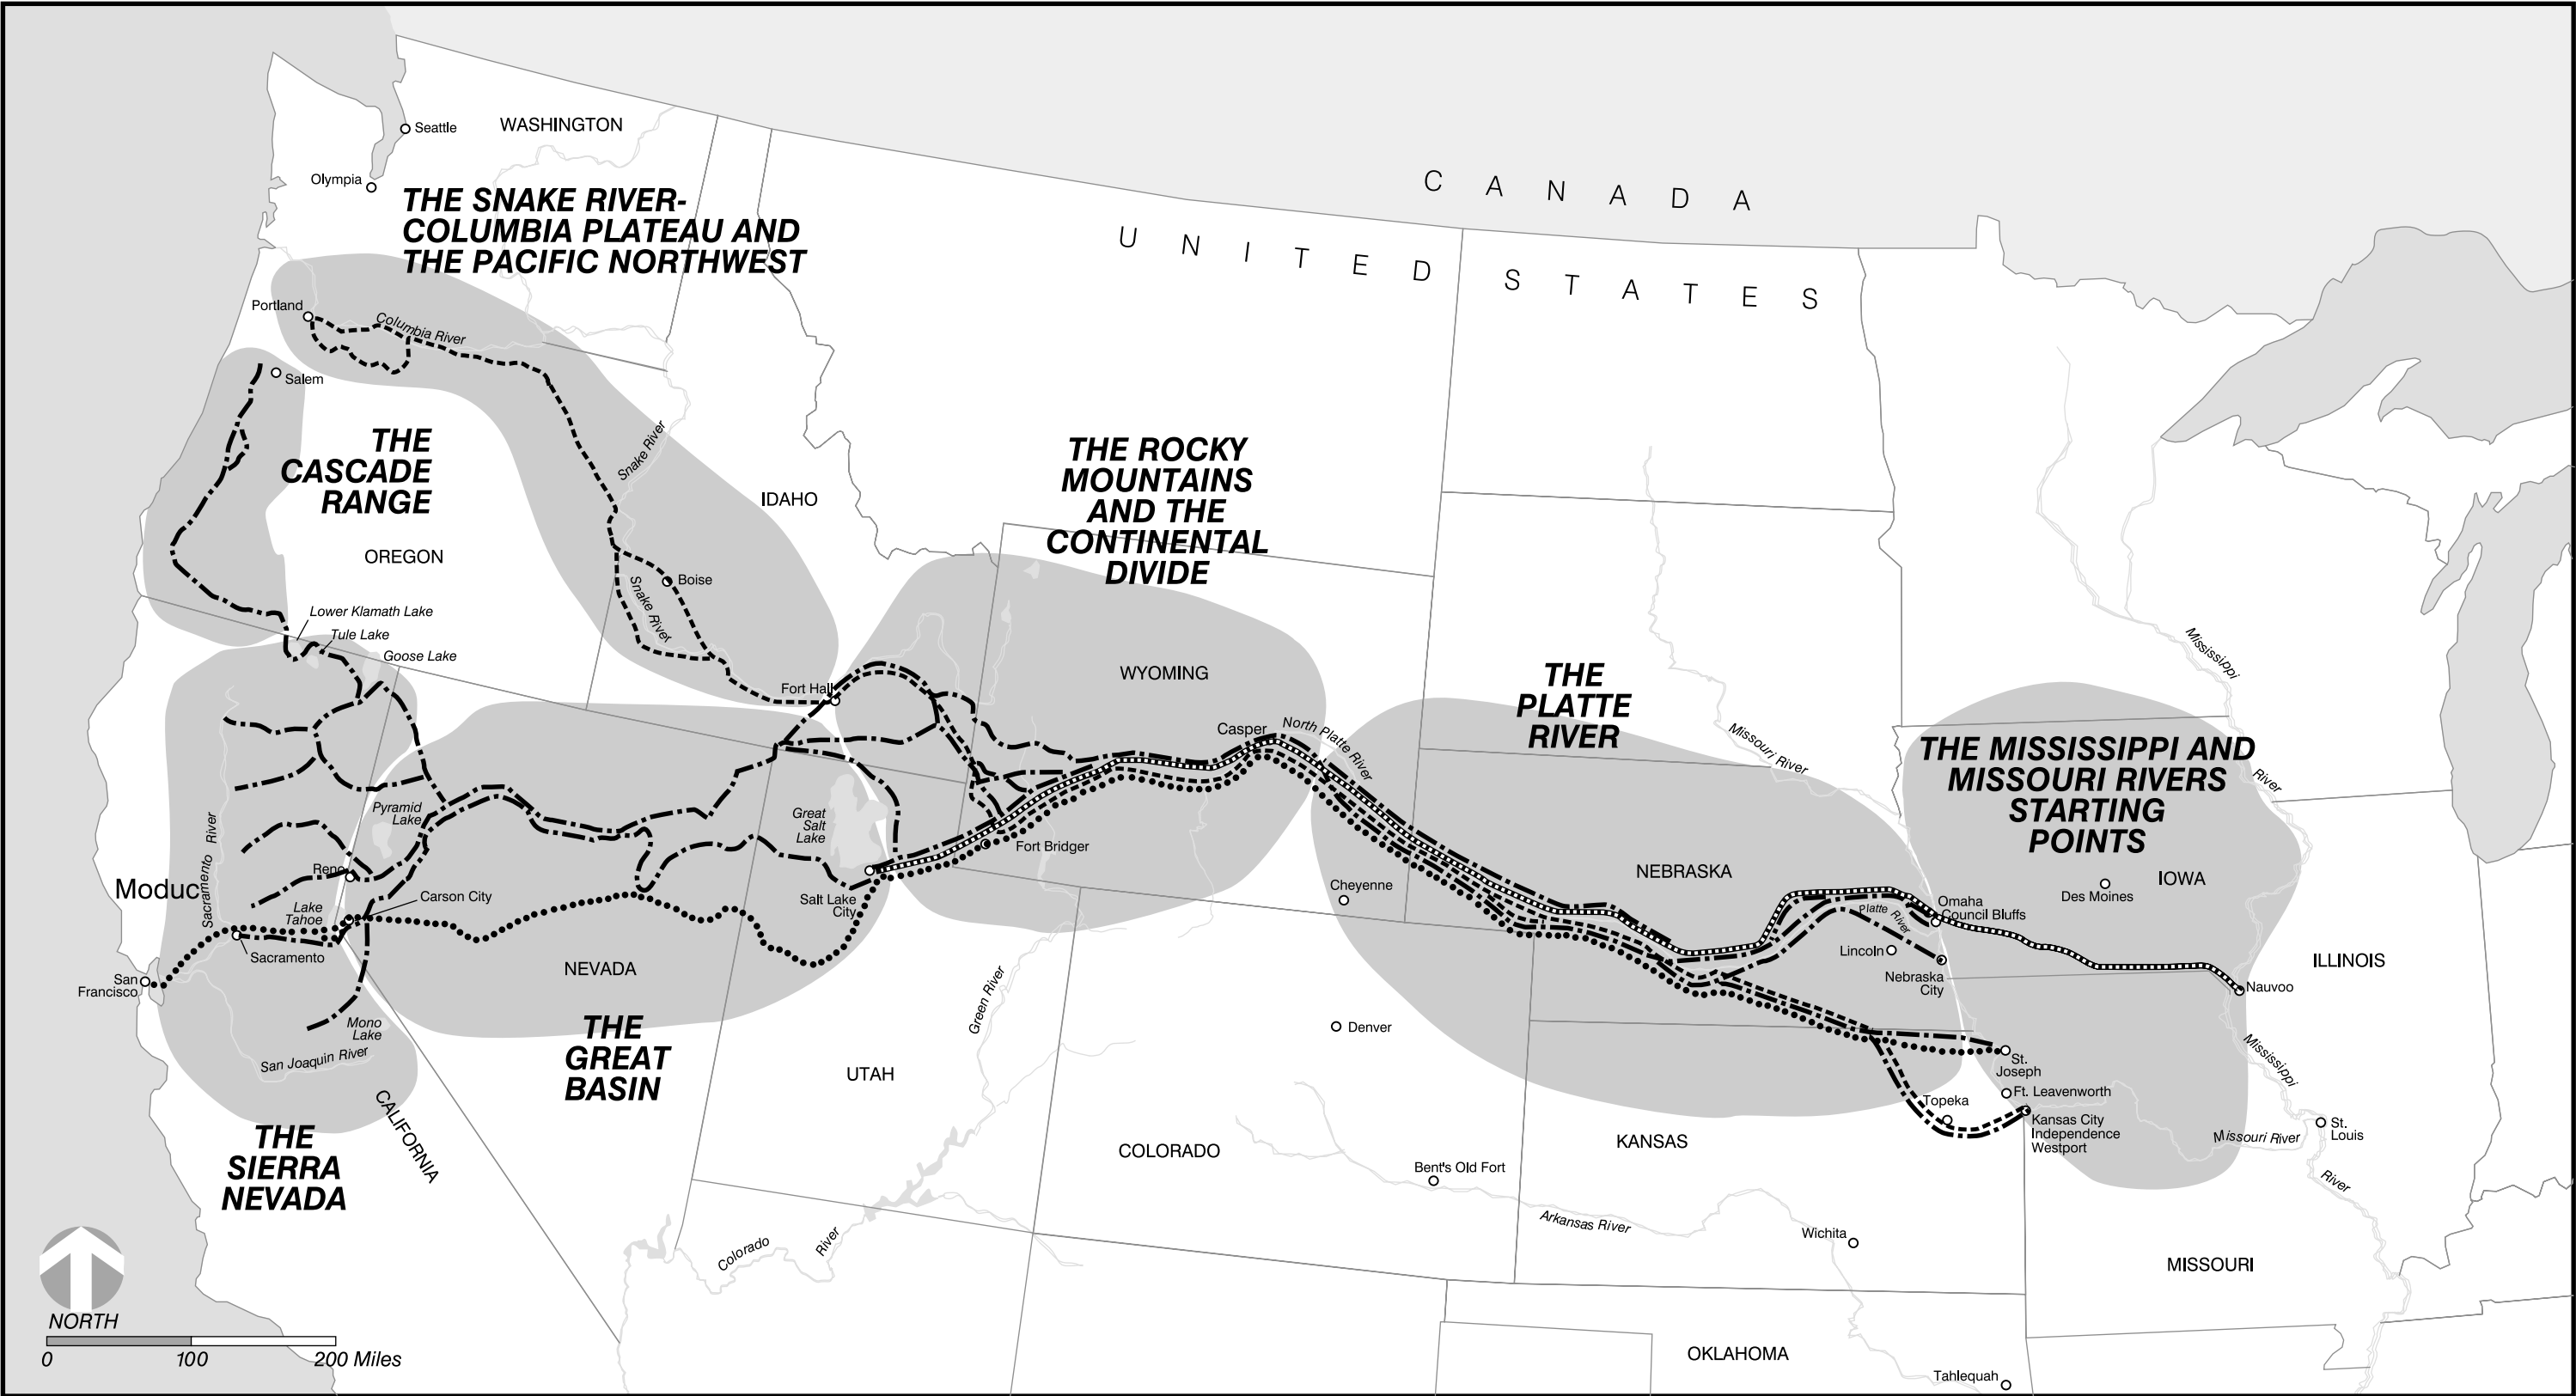 CANADA
UNITED STATES
Seattle
WASHINGTON
Olympia
THE SNAKE RIVER-
COLUMBIA PLATEAU AND
THE PACIFIC NORTHWEST
Portland
Columbia River
Salem
THE
CASCADE
RANGE
Snake River
IDAHO
OREGON
Boise
Snake River
Lower Klamath Lake
Tule Lake
Goose Lake
Fort Hall
THE ROCKY
MOUNTAINS
AND THE
CONTINENTAL
DIVIDE
WYOMING
Casper
North Platte River
THE
PLATTE
RIVER
Missouri River
Mississippi
River
THE MISSISSIPPI AND
MISSOURI RIVERS
STARTING
POINTS
Pyramid
Lake
Great
Salt
Lake
Sacramento River
Moduc
Reno
Carson City
Lake
Tahoe
Sacramento
San
Francisco
Fort Bridger
Salt Lake
City
Cheyenne
NEBRASKA
Des Moines
IOWA
Omaha
Council Bluffs
Platte
River
Lincoln
Nebraska
City
ILLINOIS
Nauvoo
NEVADA
Mono
Lake
San Joaquin River
THE
GREAT
BASIN
Green River
Denver
UTAH
St.
Joseph
Ft. Leavenworth
Topeka
Kansas City
Independence
Westport
Mississippi
River
St.
Louis
Missouri River
CALIFORNIA
THE
SIERRA
NEVADA
COLORADO
KANSAS
Bent's Old Fort
Arkansas River
Wichita
Colorado
River
MISSOURI
OKLAHOMA
Tahlequah
NORTH
0
100
200 Miles